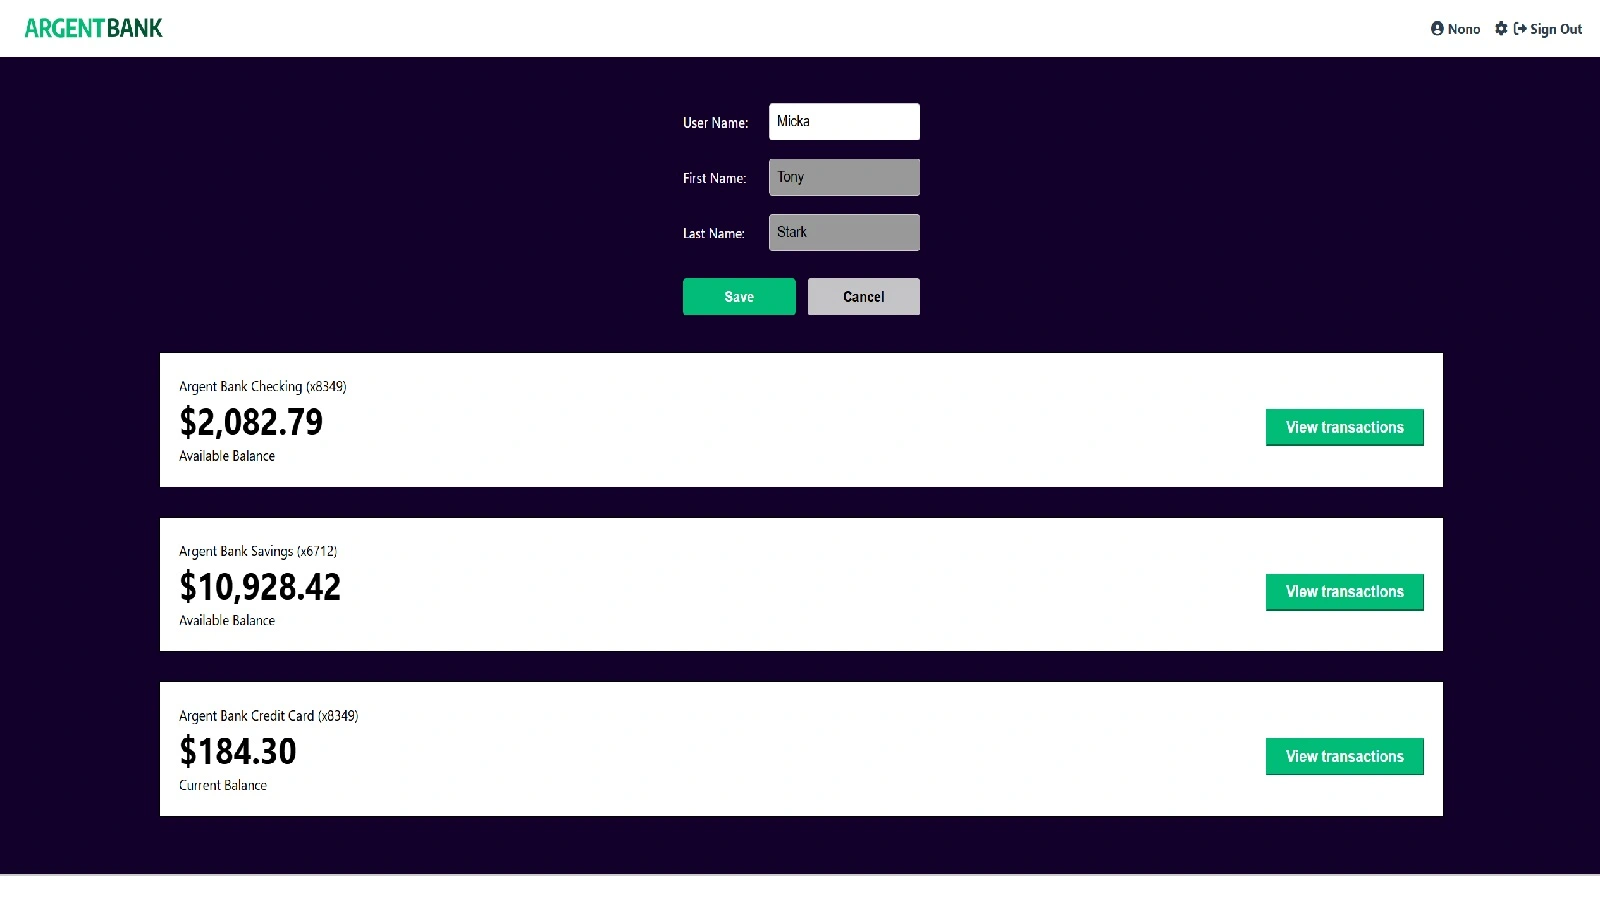 ARGENTBANK
Nono Sign Out
User Name: Micka
First Name: Tony
Last Name: Stark
Save Cancel
Argent Bank Checking (x8349)
$2,082.79
Available Balance
View transactions
Argent Bank Savings (x6712)
$10,928.42
Available Balance
View transactions
Argent Bank Credit Card (x8349)
$184.30
Current Balance
View transactions